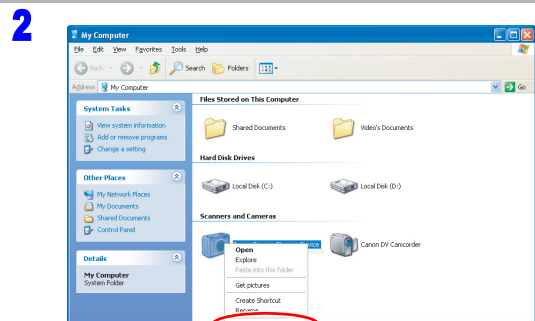 2
My Computer
File Edit View Favorites Tools Help
Back Search Folders
Address My Computer Go
Files Stored on This Computer
System Tasks
View system information
Add or remove programs
Change a setting
Shared Documents Video's Documents
Hard Disk Drives
Other Places
My Network Places
My Documents
Shared Documents
Control Panel
Local Disk (C:) Local Disk (D:)
Scanners and Cameras
Canon DV Camcorder
Open
Explore
Paste into this folder
Get pictures
Create Shortcut
Rename
Details
My Computer
System Folder